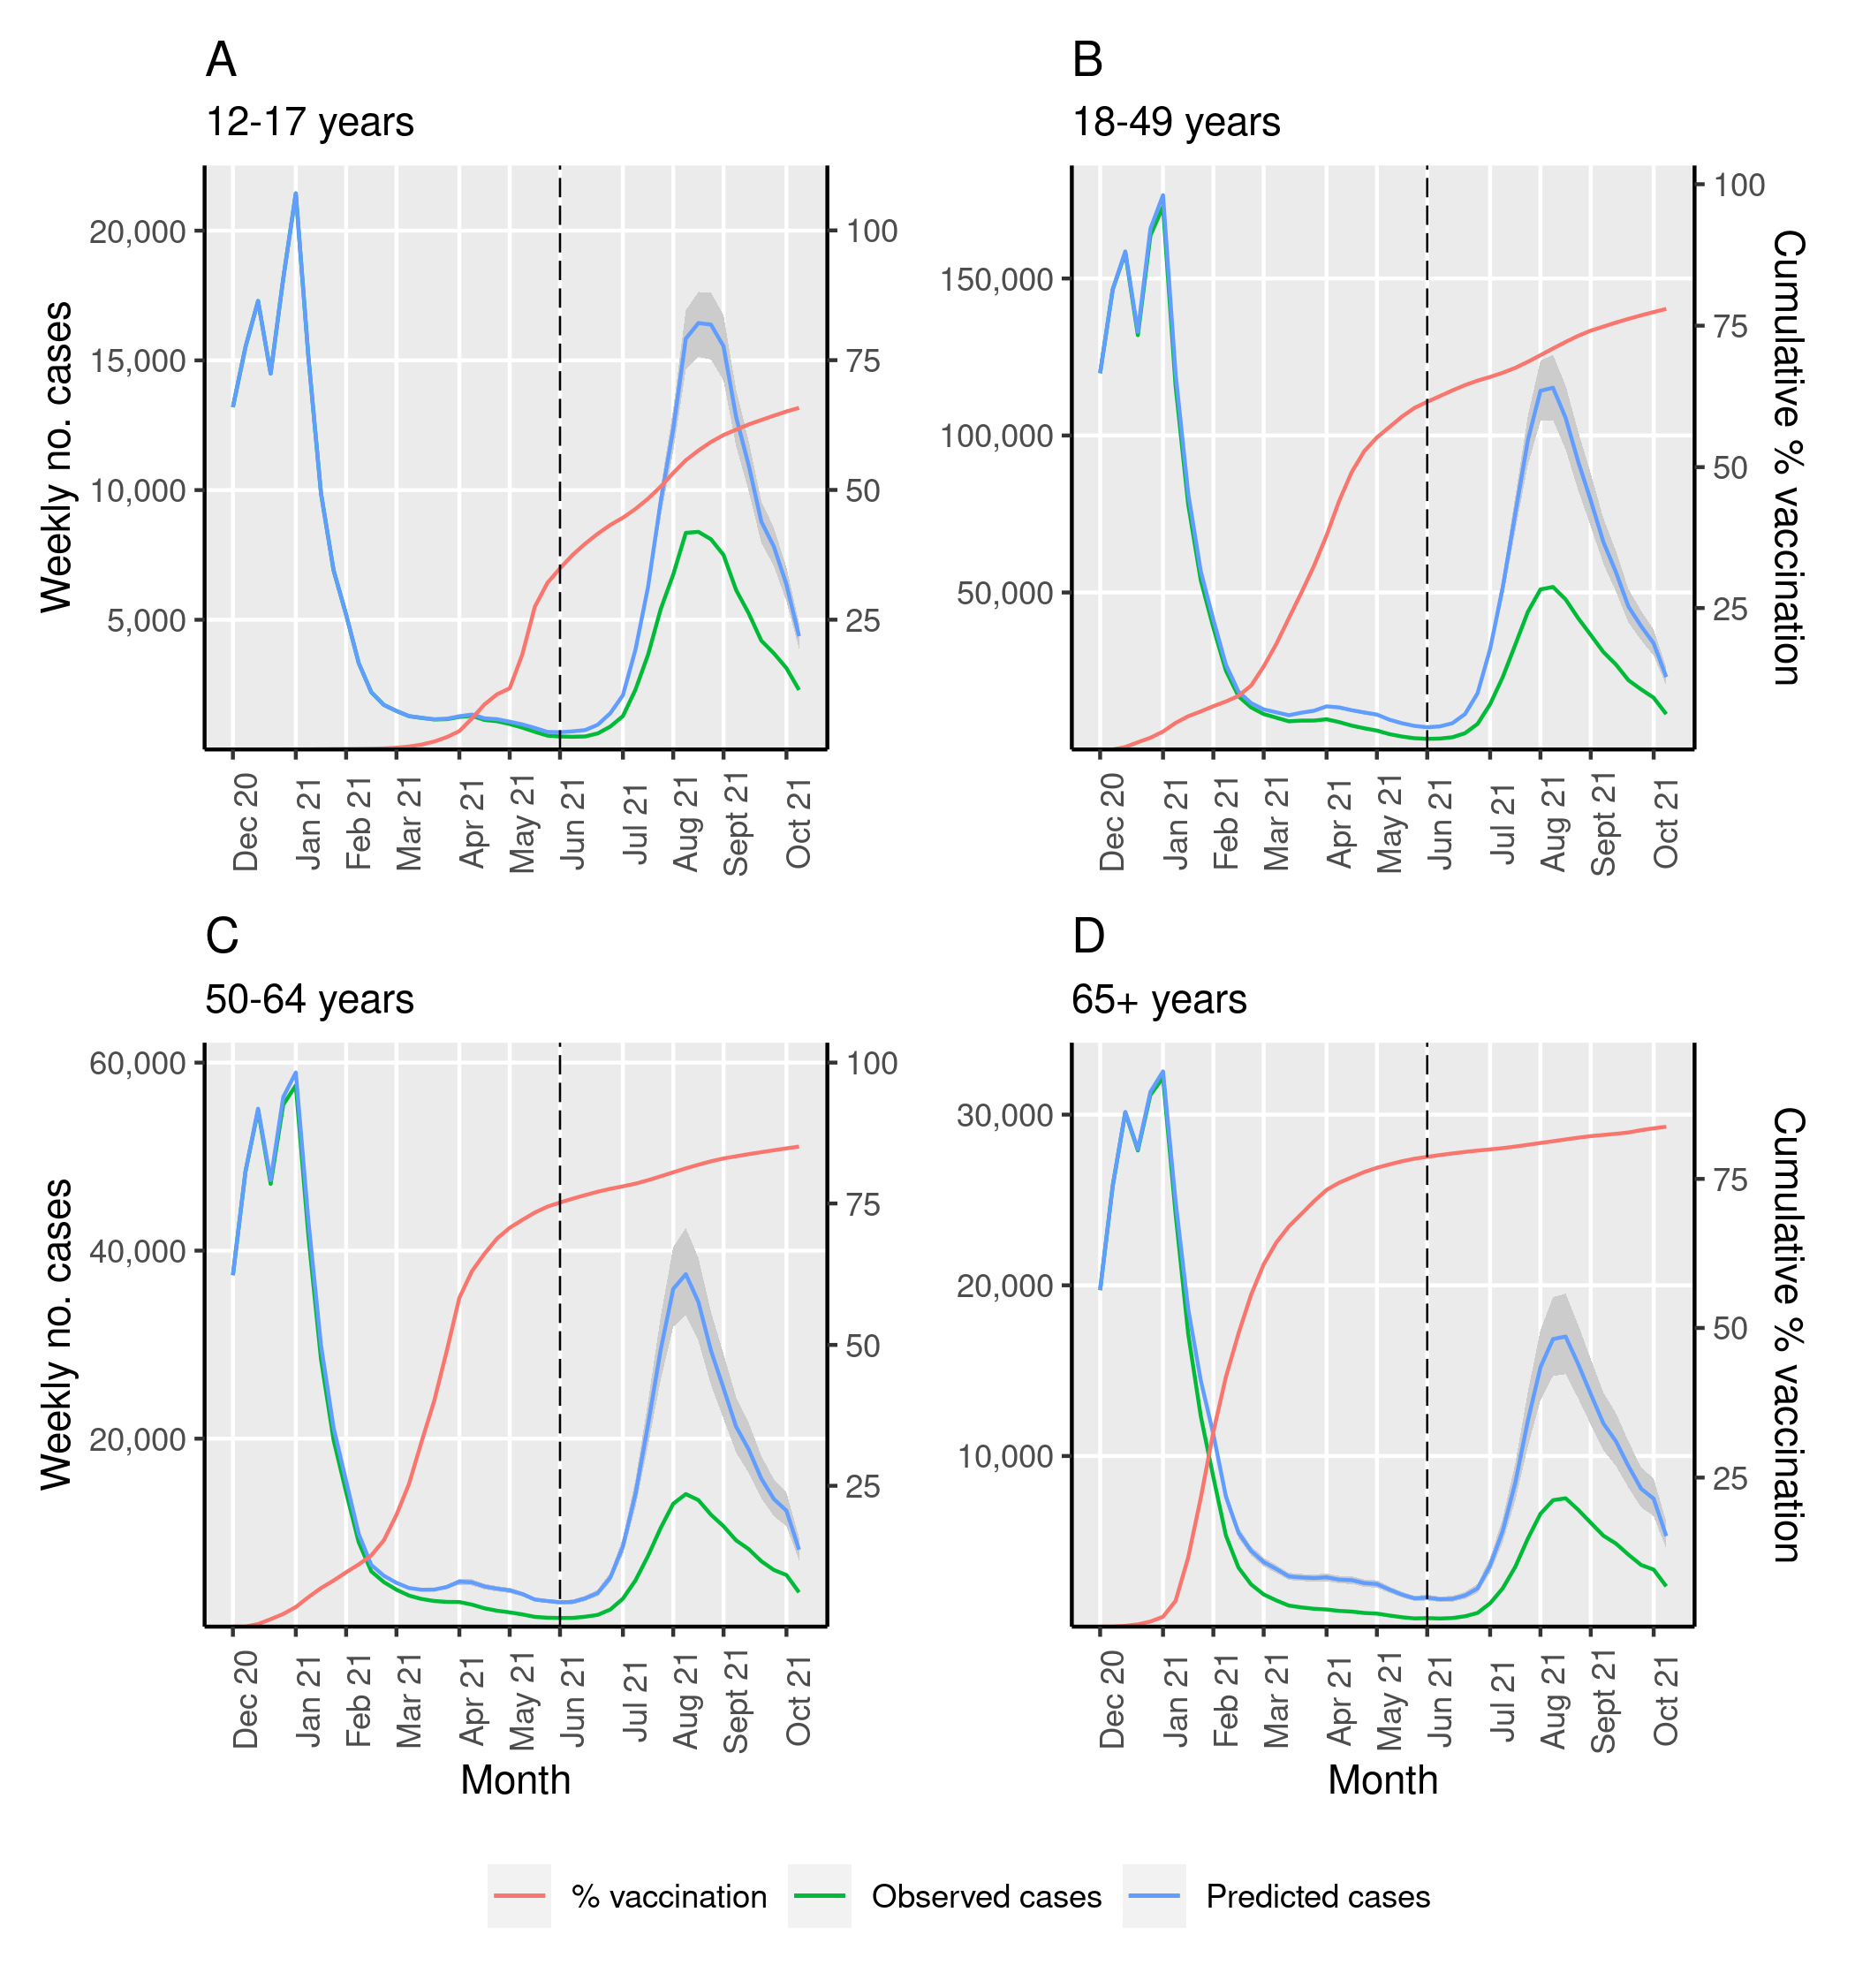 A
12-17 years
Weekly no. cases
20,000
15,000
10,000
5,000
100
75
50
25
Dec 20
Jan 21
Feb 21
Mar 21
Apr 21
May 21
Jun 21
Jul 21
Aug 21
Sept 21
Oct 21
B
18-49 years
150,000
100,000
50,000
100
75
50
25
Cumulative % vaccination
Dec 20
Jan 21
Feb 21
Mar 21
Apr 21
May 21
Jun 21
Jul 21
Aug 21
Sept 21
Oct 21
C
50-64 years
Weekly no. cases
60,000
40,000
20,000
100
75
50
25
Dec 20
Jan 21
Feb 21
Mar 21
Apr 21
May 21
Jun 21
Jul 21
Aug 21
Sept 21
Oct 21
Month
D
65+ years
30,000
20,000
10,000
75
50
25
Cumulative % vaccination
Dec 20
Jan 21
Feb 21
Mar 21
Apr 21
May 21
Jun 21
Jul 21
Aug 21
Sept 21
Oct 21
Month
% vaccination
Observed cases
Predicted cases